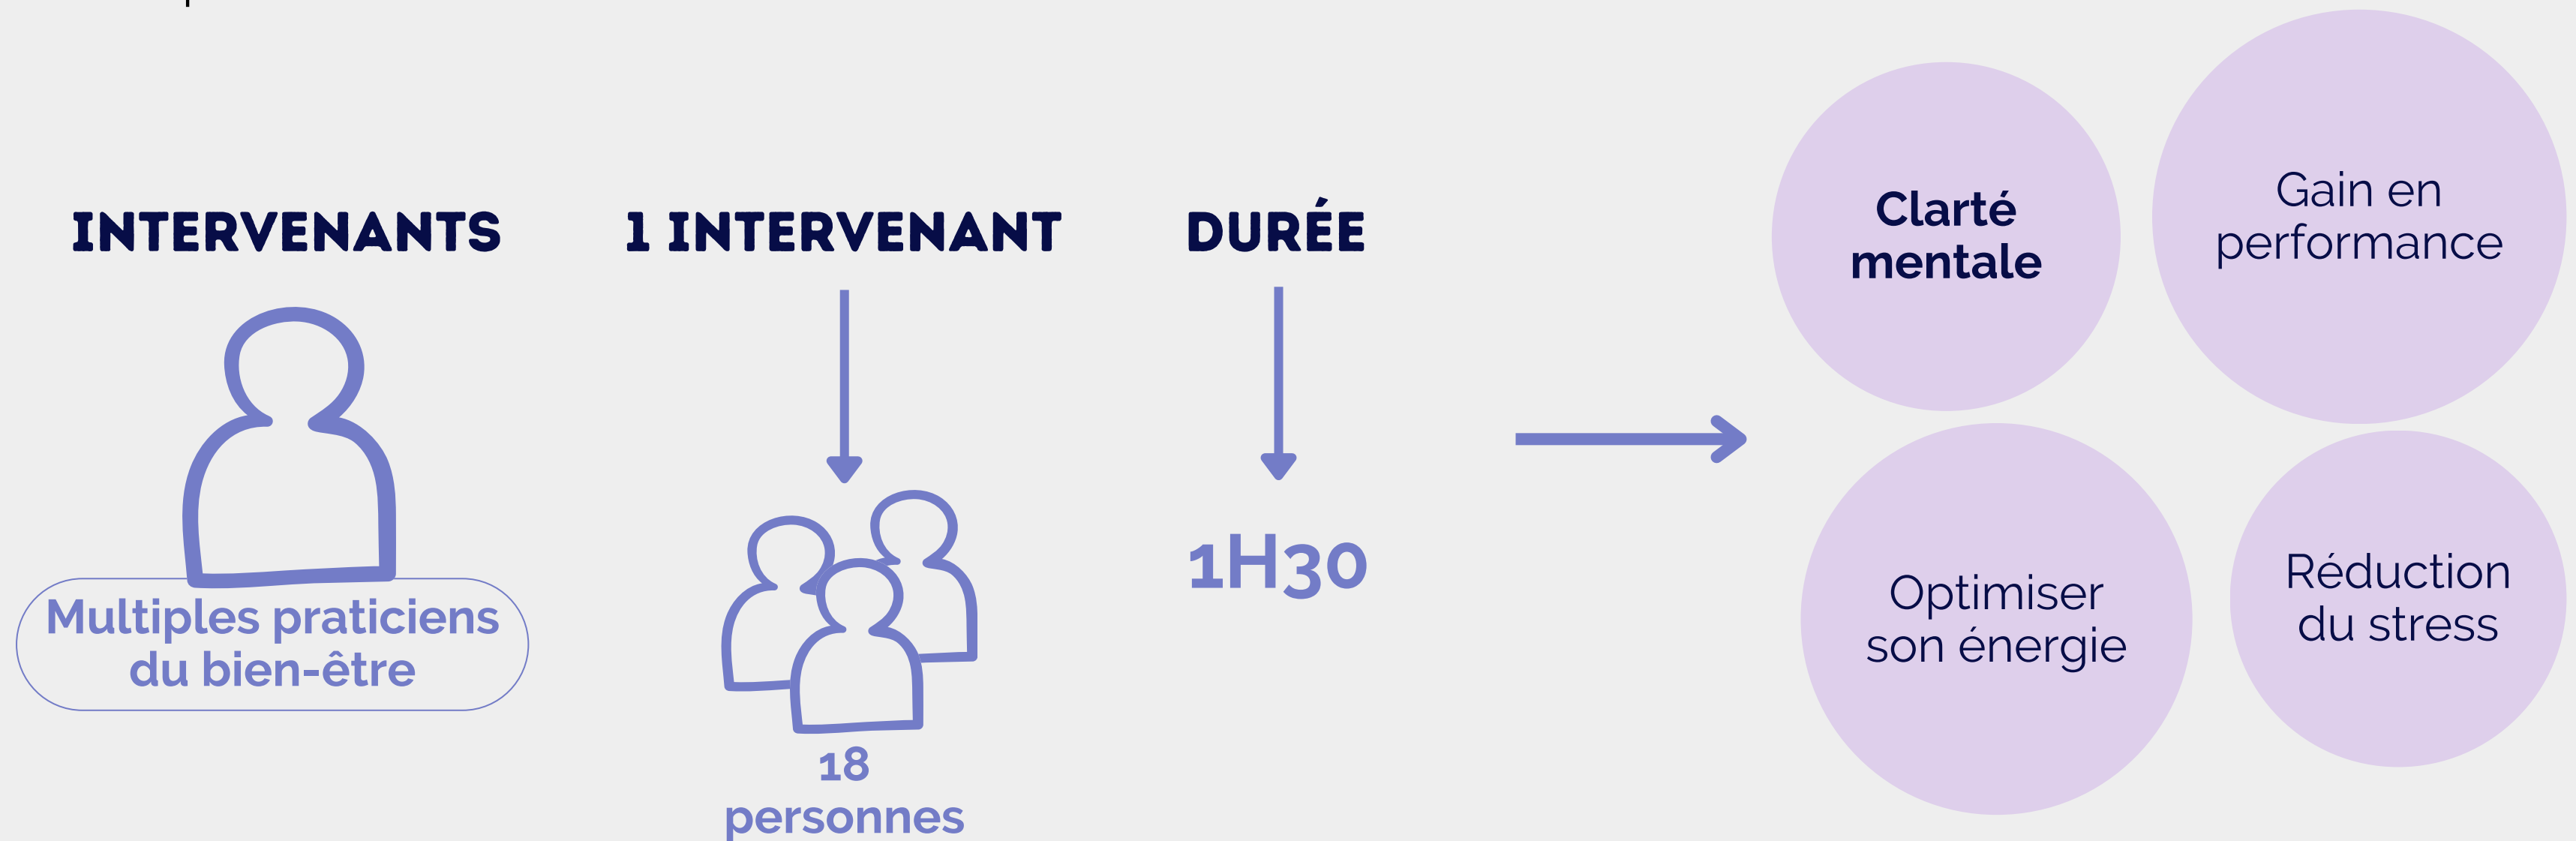 INTERVENANTS
1 INTERVENANT
DURÉE
Multiples praticiens
du bien-être
18
personnes
1H30
Clarté
mentale
Gain en
performance
Optimiser
son énergie
Réduction
du stress